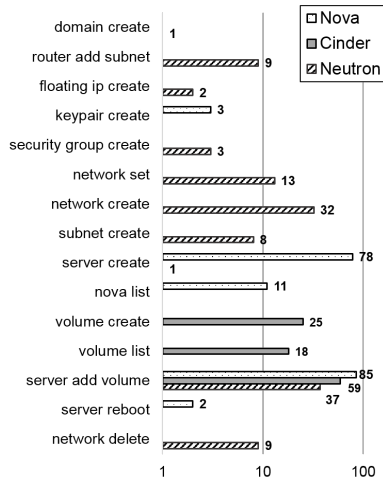 Nova
Cinder
Neutron
domain create 1
router add subnet 9
floating ip create 2
keypair create 3
security group create 3
network set 13
network create 32
subnet create 8
server create 78
1
nova list 11
volume create 25
volume list 18
server add volume 85
59
37
server reboot 2
network delete 9
1 10 100